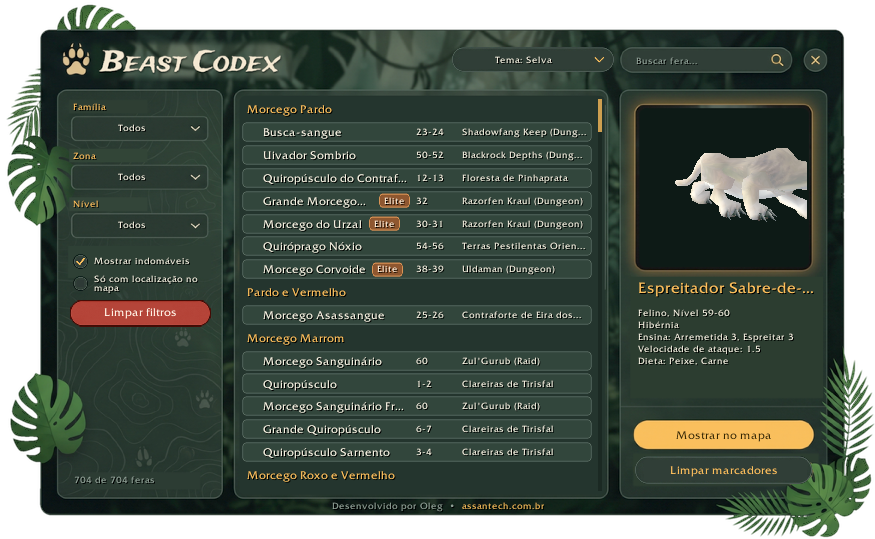 Beast Codex
Tema: Selva
Buscar fera...
Família
Todos
Zona
Todos
Nível
Todos
Mostrar indomáveis
Só com localização no
mapa
Limpar filtros
704 de 704 feras
Morcego Pardo
Busca-sangue 23-24 Shadowfang Keep (Dung...
Uivador Sombrio 50-52 Blackrock Depths (Dung...
Quiropúsculo do Contraf... 12-13 Floresta de Pinhaprata
Grande Morcego... Elite 32 Razorfen Kraul (Dungeon)
Morcego do Urzal Elite 30-31 Razorfen Kraul (Dungeon)
Quiróprago Nóxio 54-56 Terras Pestilentas Orien...
Morcego Corvoide Elite 38-39 Uldaman (Dungeon)
Pardo e Vermelho
Morcego Asassangue 25-26 Contraforte de Eira dos...
Morcego Marrom
Morcego Sanguinário 60 Zul'Gurub (Raid)
Quiropúsculo 1-2 Clareiras de Tirisfal
Morcego Sanguinário Fr... 60 Zul'Gurub (Raid)
Grande Quiropúsculo 6-7 Clareiras de Tirisfal
Quiropúsculo Sarnento 3-4 Clareiras de Tirisfal
Morcego Roxo e Vermelho
Espreitador Sabre-de-...
Felino, Nível 59-60
Hibérnia
Ensina: Arremetida 3, Espreitar 3
Velocidade de ataque: 1.5
Dieta: Peixe, Carne
Mostrar no mapa
Limpar marcadores
Desenvolvido por Oleg • assantech.com.br